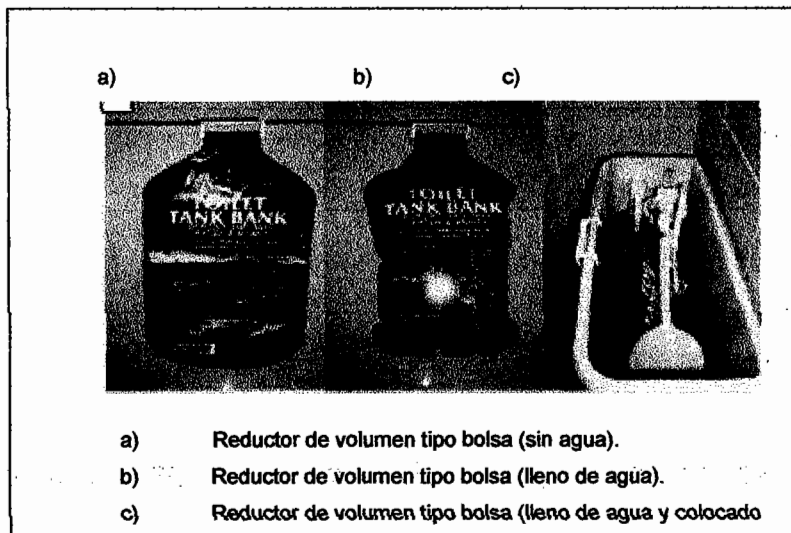 a) b) c)
TOILET
TANK BANK
TOILET
TANK BANK
a) Reductor de volumen tipo bolsa (sin agua).
b) Reductor de volumen tipo bolsa (lleno de agua).
c) Reductor de volumen tipo bolsa (lleno de agua y colocado